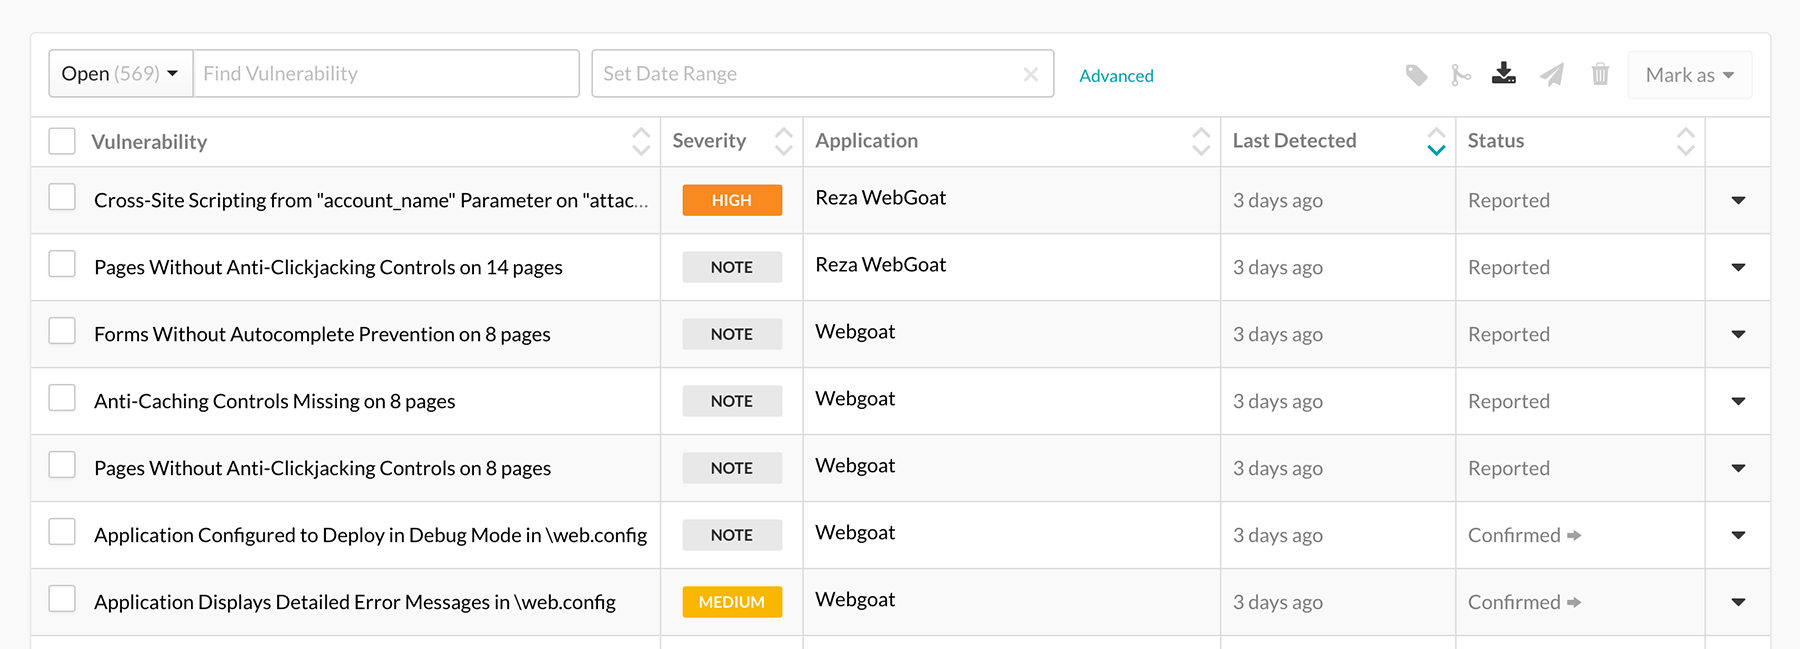 Open (569) Find Vulnerability Set Date Range Advanced Mark as
Vulnerability Severity Application Last Detected Status
Cross-Site Scripting from "account_name" Parameter on "attac... HIGH Reza WebGoat 3 days ago Reported
Pages Without Anti-Clickjacking Controls on 14 pages NOTE Reza WebGoat 3 days ago Reported
Forms Without Autocomplete Prevention on 8 pages NOTE Webgoat 3 days ago Reported
Anti-Caching Controls Missing on 8 pages NOTE Webgoat 3 days ago Reported
Pages Without Anti-Clickjacking Controls on 8 pages NOTE Webgoat 3 days ago Reported
Application Configured to Deploy in Debug Mode in \web.config NOTE Webgoat 3 days ago Confirmed
Application Displays Detailed Error Messages in \web.config MEDIUM Webgoat 3 days ago Confirmed